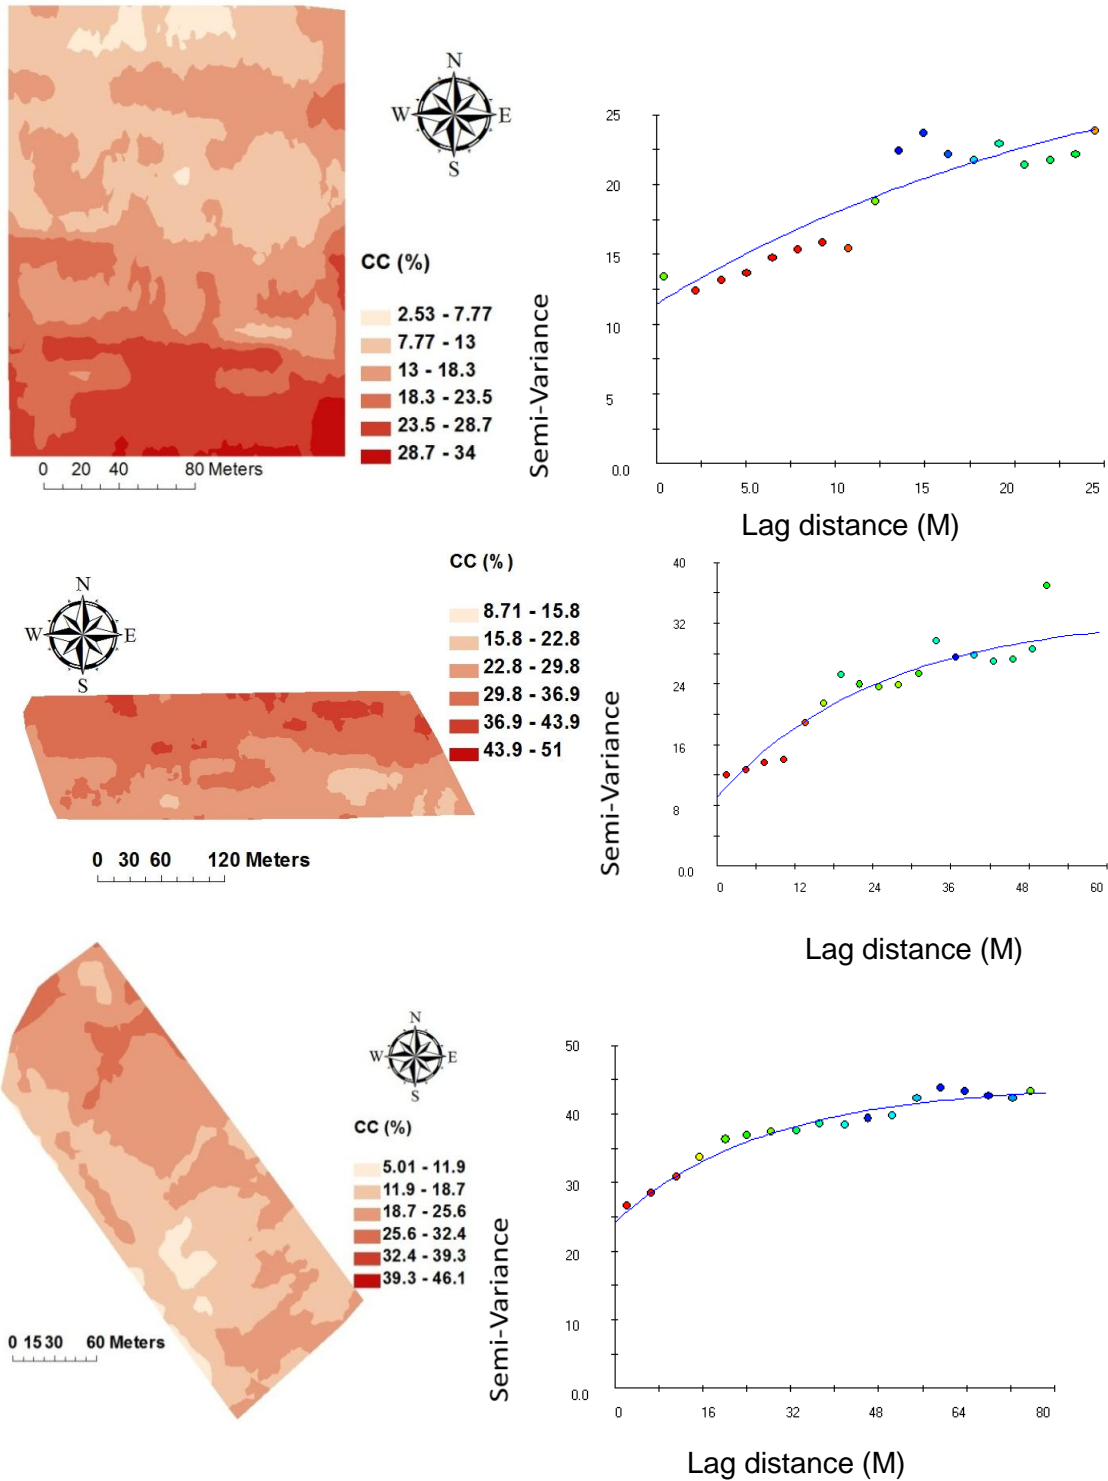 N
W E
S
CC (%)
2.53 - 7.77
7.77 - 13
13 - 18.3
18.3 - 23.5
23.5 - 28.7
28.7 - 34
0 20 40 80 Meters
Semi-Variance
25
20
15
10
5
0.0
0 5.0 10 15 20 25
Lag distance (M)
N
W E
S
CC (%)
8.71 - 15.8
15.8 - 22.8
22.8 - 29.8
29.8 - 36.9
36.9 - 43.9
43.9 - 51
0 30 60 120 Meters
Semi-Variance
40
32
24
16
8
0.0
0 12 24 36 48 60
Lag distance (M)
N
W E
S
CC (%)
5.01 - 11.9
11.9 - 18.7
18.7 - 25.6
25.6 - 32.4
32.4 - 39.3
39.3 - 46.1
0 15 30 60 Meters
Semi-Variance
50
40
30
20
10
0.0
0 16 32 48 64 80
Lag distance (M)